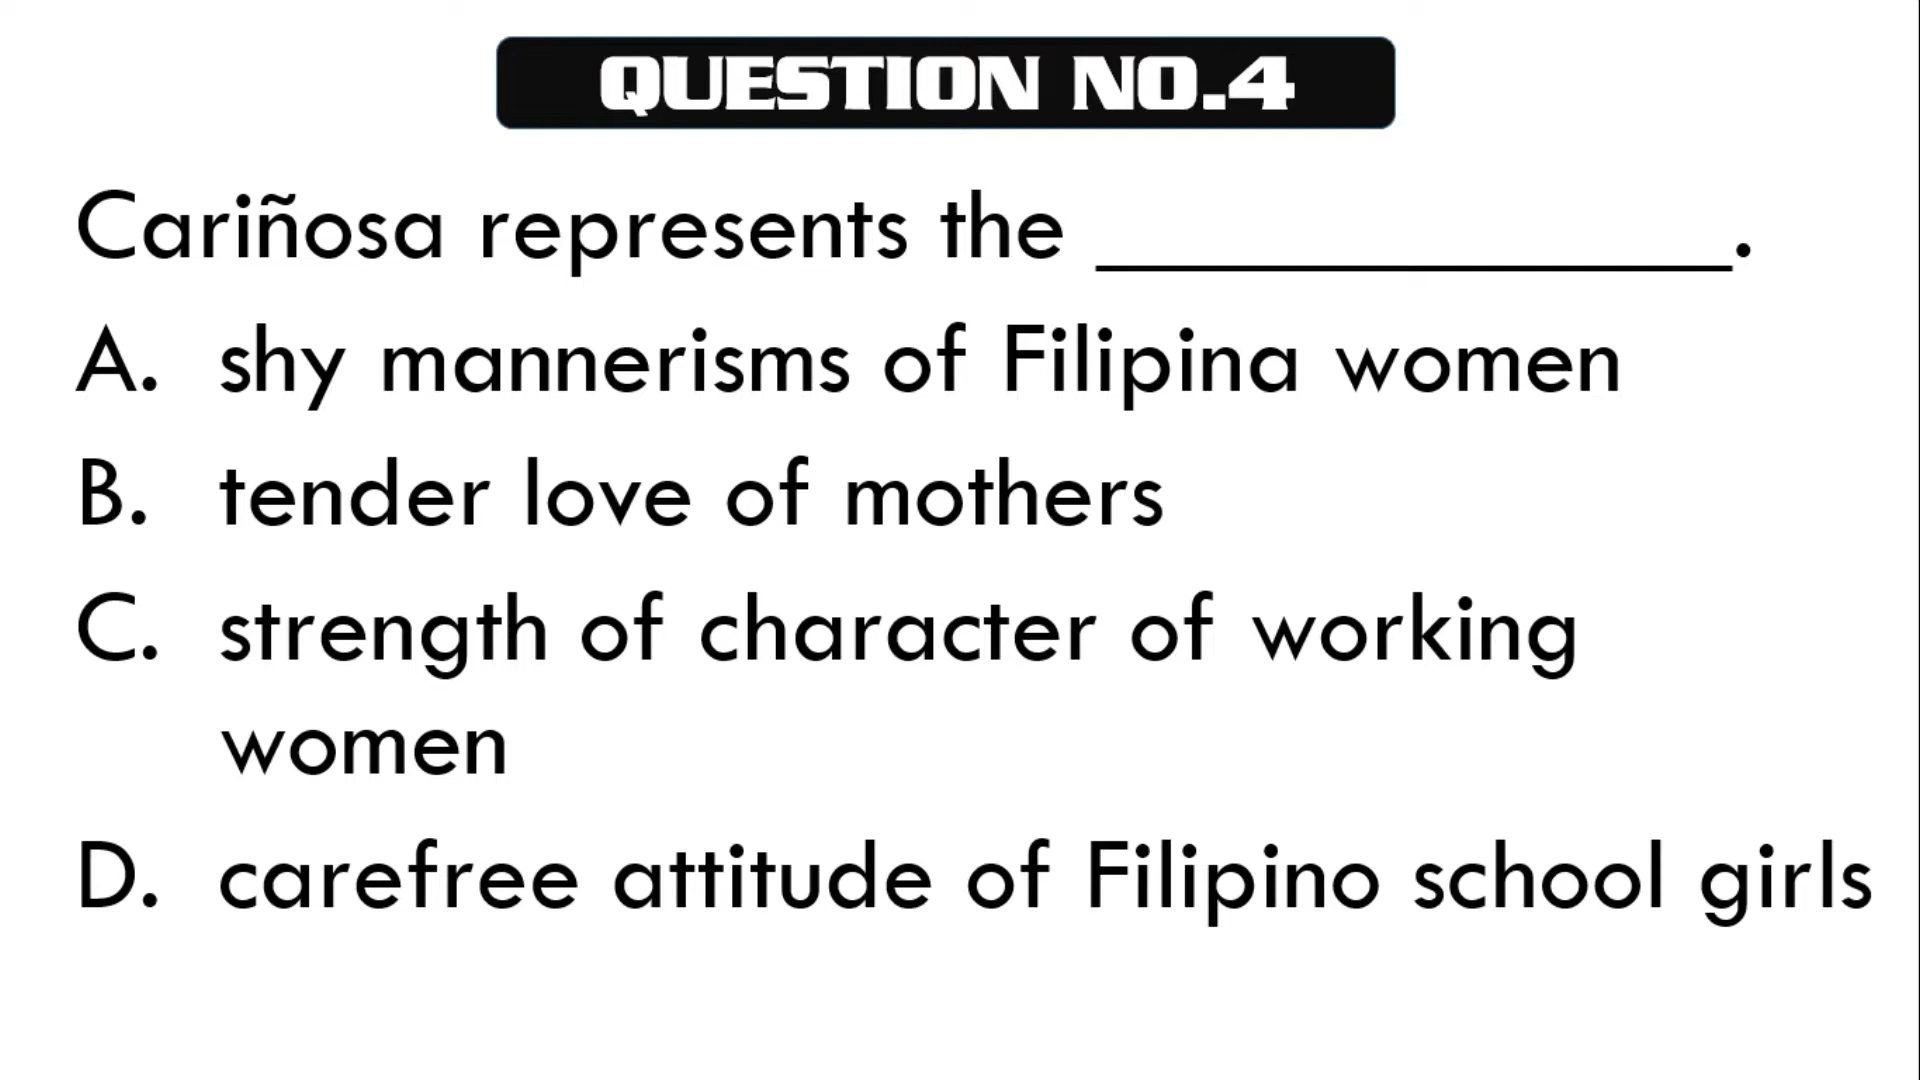 QUESTION NO.4
Cariñosa represents the ______________.
A. shy mannerisms of Filipina women
B. tender love of mothers
C. strength of character of working
women
D. carefree attitude of Filipino school girls